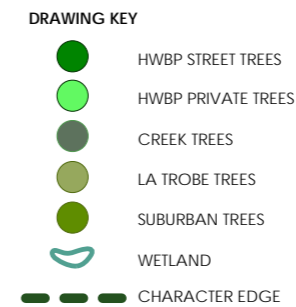 DRAWING KEY
HWBP STREET TREES
HWBP PRIVATE TREES
CREEK TREES
LA TROBE TREES
SUBURBAN TREES
WETLAND
CHARACTER EDGE